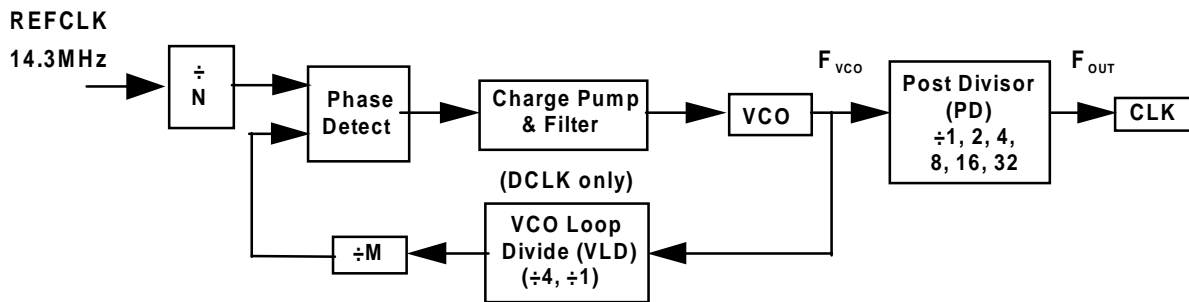 REFCLK
14.3MHz
÷
N
Phase
Detect
Charge Pump
& Filter
VCO
F VCO
Post Divisor
(PD)
÷1, 2, 4,
8, 16, 32
F OUT
CLK
(DCLK only)
VCO Loop
Divide (VLD)
(÷4, ÷1)
÷M